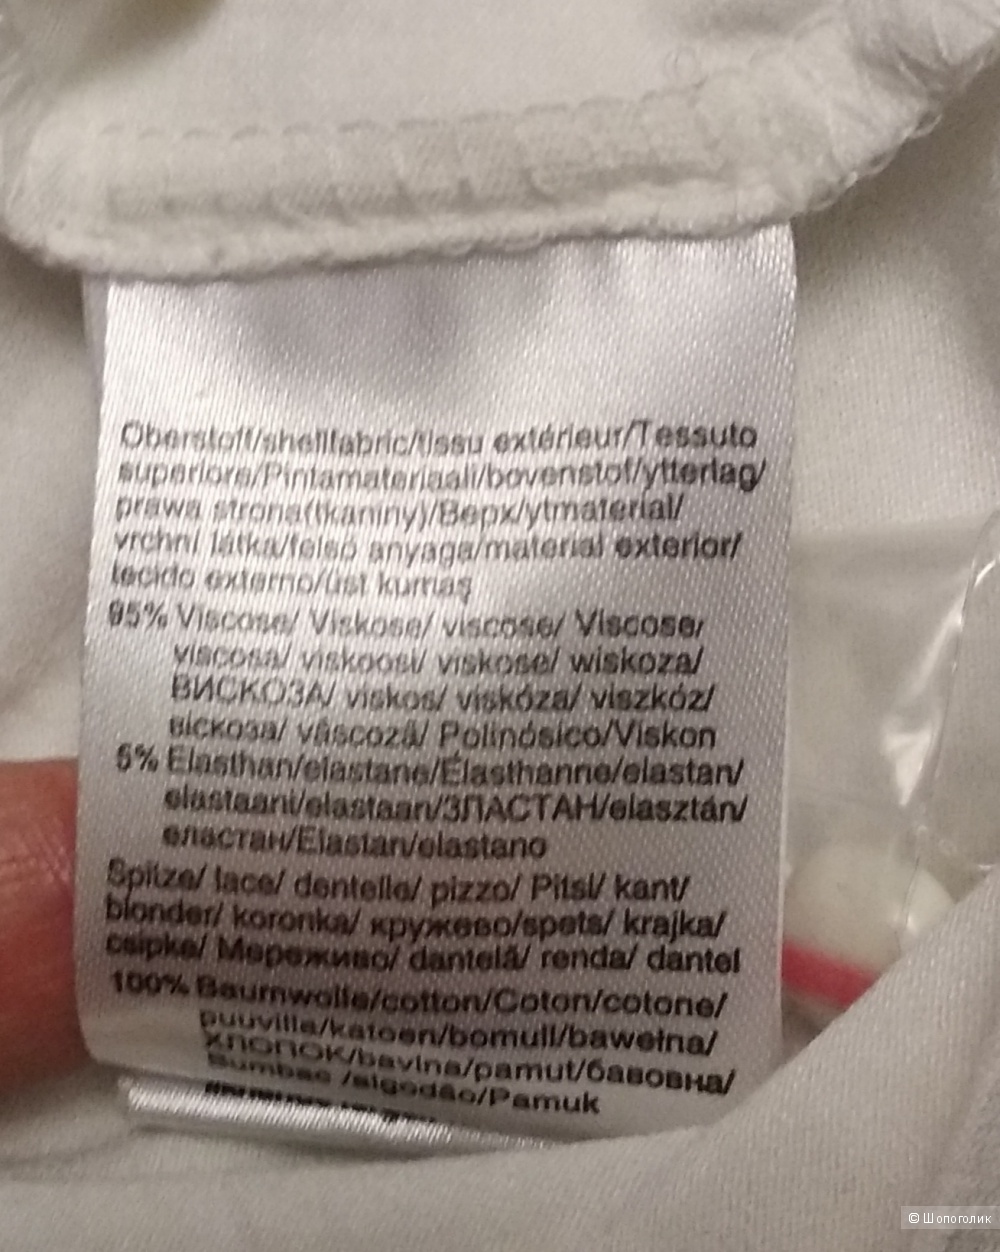 Oberstoff/shellfabric/tissu extérieur/Tessuto
superiore/Pintamateriaali/bovenstof/ytterlag/
prawa strona(tkaniny)/Верх/ytmaterial/
vrchní látka/felső anyaga/material exterior/
tecido externo/üst kumaş
95% Viscose/ Viskose/ viscose/ Viscose/
viscosa/ viskoosi/ viskose/ wiskoza/
ВИСКОЗА/ viskos/ viskóza/ viszkóz/
віскоза/ vâscoză/ Polinósico/Viskon
5% Elasthan/elastane/Élasthanne/elastan/
elastaani/elastaan/ЗЛАСТАН/elasztán/
еластан/Elastan/elastano
Spitze/ lace/ dentelle/ pizzo/ Pitsi/ kant/
blonder/ koronka/ кружево/spets/ krajka/
csipke/ Мереживо/ dantelă/ renda/ dantel
100% Baumwolle/cotton/Coton/cotone/
puuvilla/katoen/bomull/bawełna/
ХЛОПОК/bavlna/pamut/бавовна/
Bumbac /algodão/Pamuk
© Шопоголик